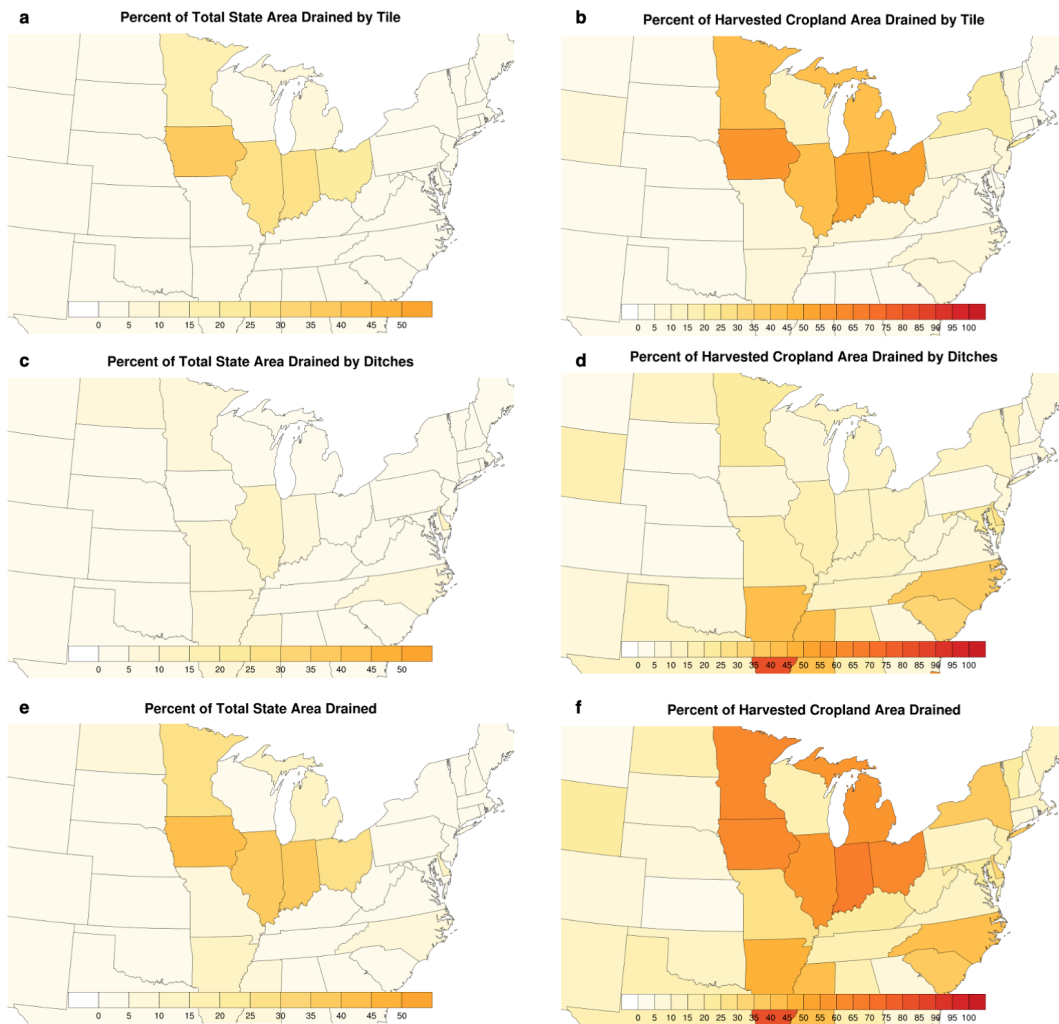 a Percent of Total State Area Drained by Tile
b Percent of Harvested Cropland Area Drained by Tile
0 5 10 15 20 25 30 35 40 45 50
0 5 10 15 20 25 30 35 40 45 50 55 60 65 70 75 80 85 90 95 100
c Percent of Total State Area Drained by Ditches
d Percent of Harvested Cropland Area Drained by Ditches
0 5 10 15 20 25 30 35 40 45 50
0 5 10 15 20 25 30 35 40 45 50 55 60 65 70 75 80 85 90 95 100
e Percent of Total State Area Drained
f Percent of Harvested Cropland Area Drained
0 5 10 15 20 25 30 35 40 45 50
0 5 10 15 20 25 30 35 40 45 50 55 60 65 70 75 80 85 90 95 100